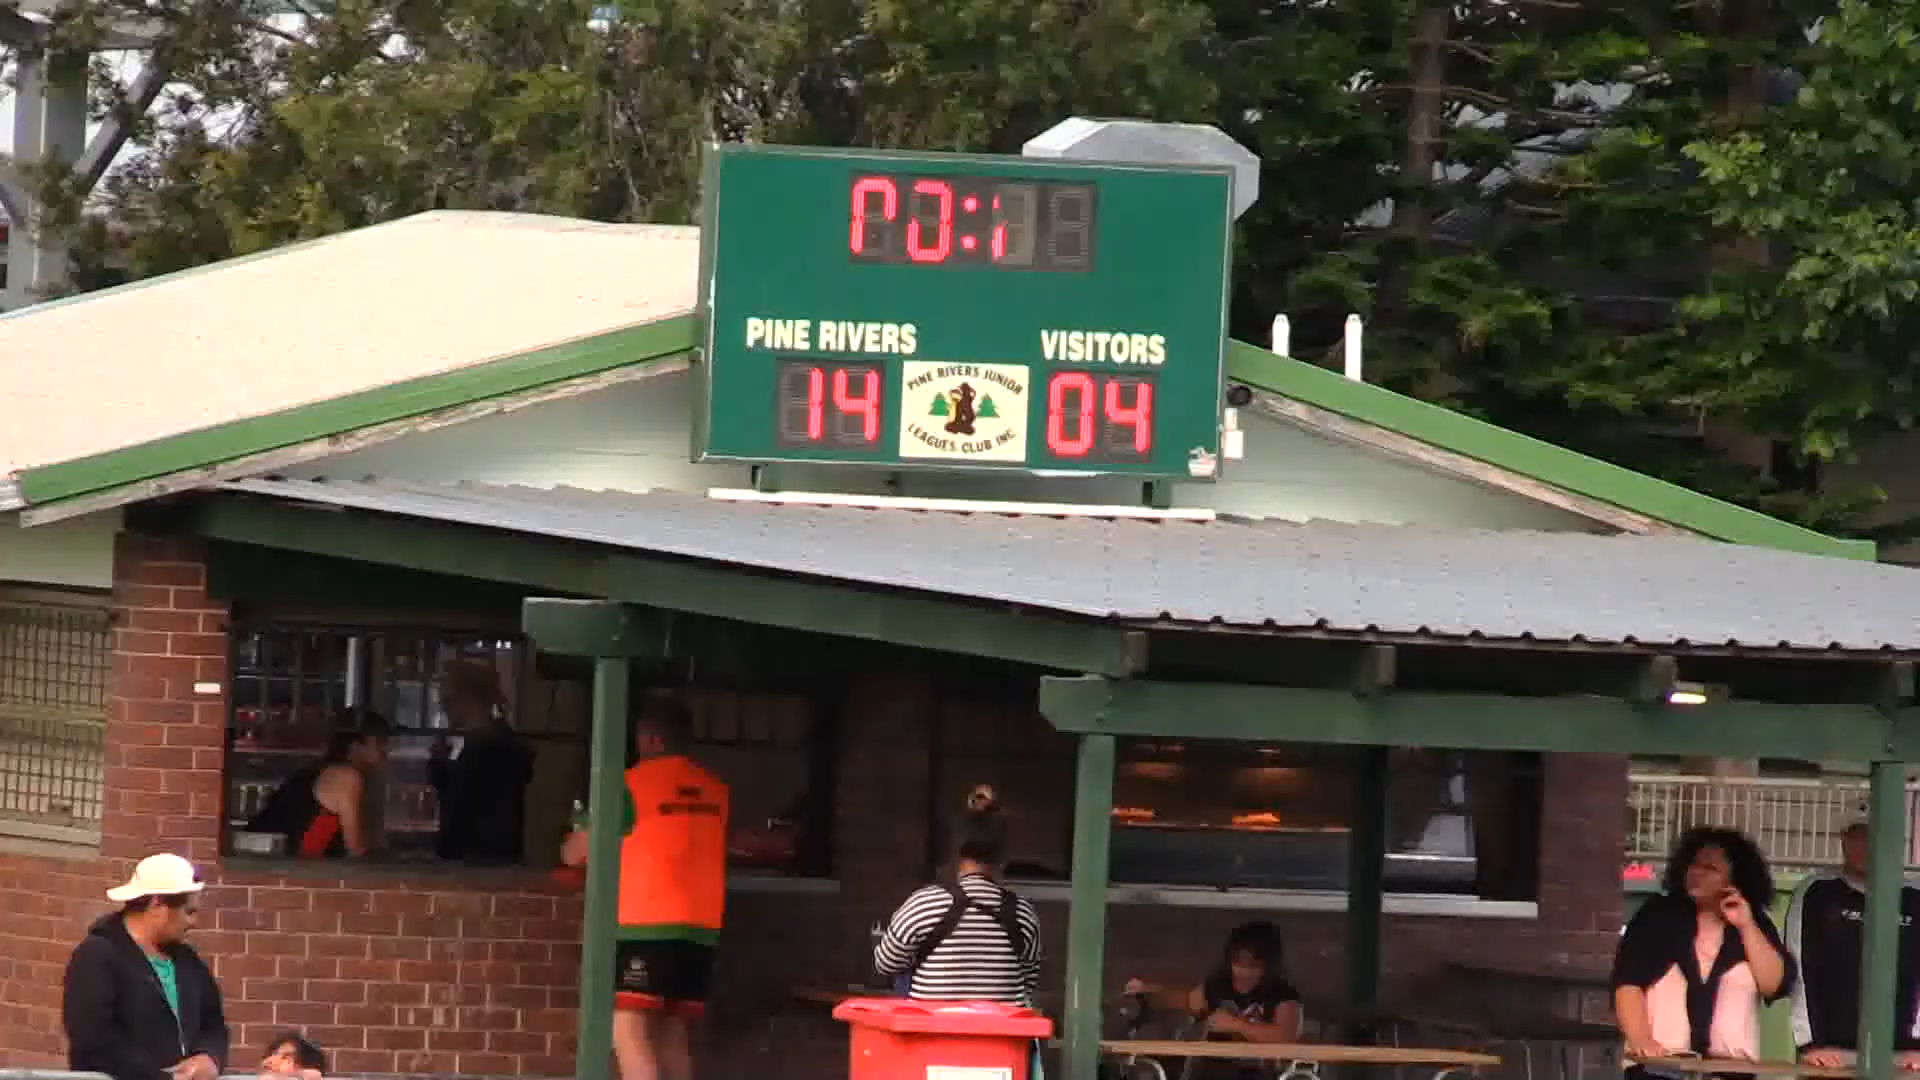 PINE RIVERS
VISITORS
14
04
PINE RIVERS JUNIOR
LEAGUES CLUB INC